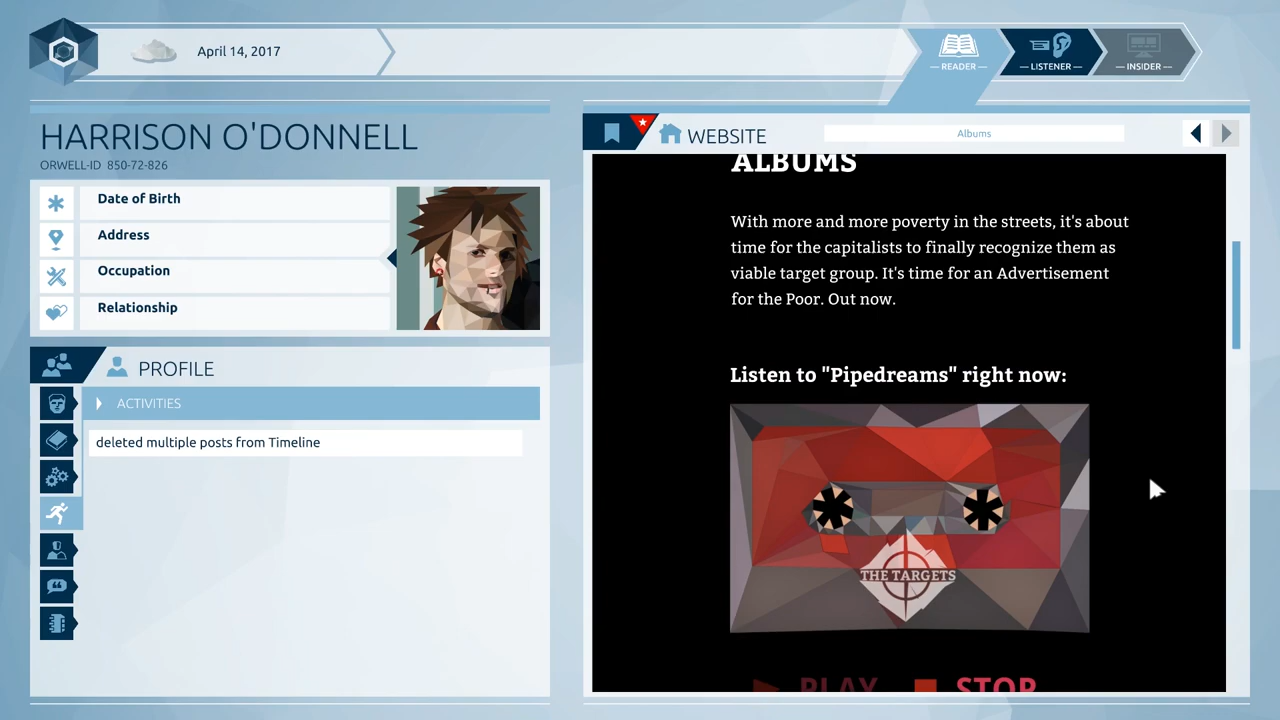 April 14, 2017
— READER —
— LISTENER —
— INSIDER —
HARRISON O'DONNELL
ORWELL-ID 850-72-826
Date of Birth
Address
Occupation
Relationship
PROFILE
ACTIVITIES
deleted multiple posts from Timeline
WEBSITE
Albums
ALBUMS
With more and more poverty in the streets, it's about
time for the capitalists to finally recognize them as
viable target group. It's time for an Advertisement
for the Poor. Out now.
Listen to "Pipedreams" right now:
THE TARGETS
PLAY
STOP